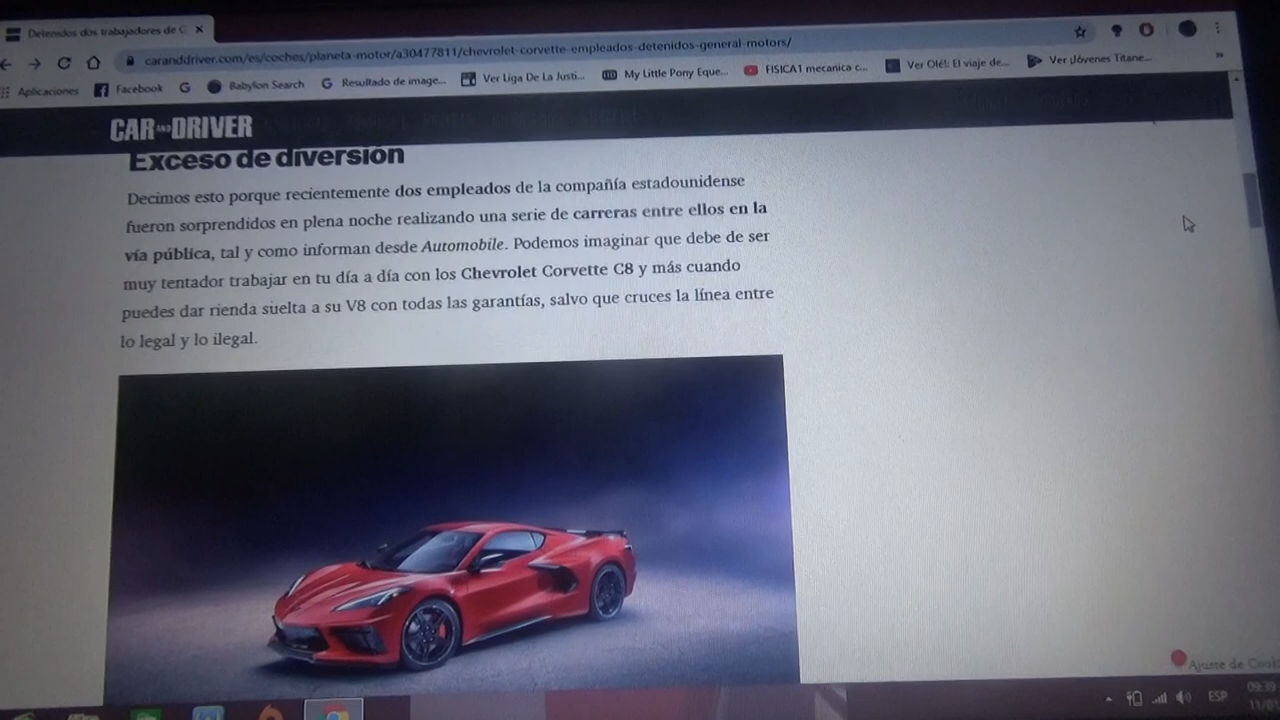 Detenidos dos trabajadores de G
caranddriver.com/es/coches/planeta-motor/a30477811/chevrolet-corvette-empleados-detenidos-general-motors/
Aplicaciones Facebook Babylon Search Resultado de image... Ver Liga De La Justi... My Little Pony Eque... FISICA1 mecanica c... Ver Olé!: El viaje de... Ver ¡Jóvenes Titane...
CAR AND DRIVER
Exceso de diversión
Decimos esto porque recientemente dos empleados de la compañía estadounidense
fueron sorprendidos en plena noche realizando una serie de carreras entre ellos en la
vía pública, tal y como informan desde Automobile. Podemos imaginar que debe de ser
muy tentador trabajar en tu día a día con los Chevrolet Corvette C8 y más cuando
puedes dar rienda suelta a su V8 con todas las garantías, salvo que cruces la línea entre
lo legal y lo ilegal.
Ajuste de Cook
ESP
09:39
11/0